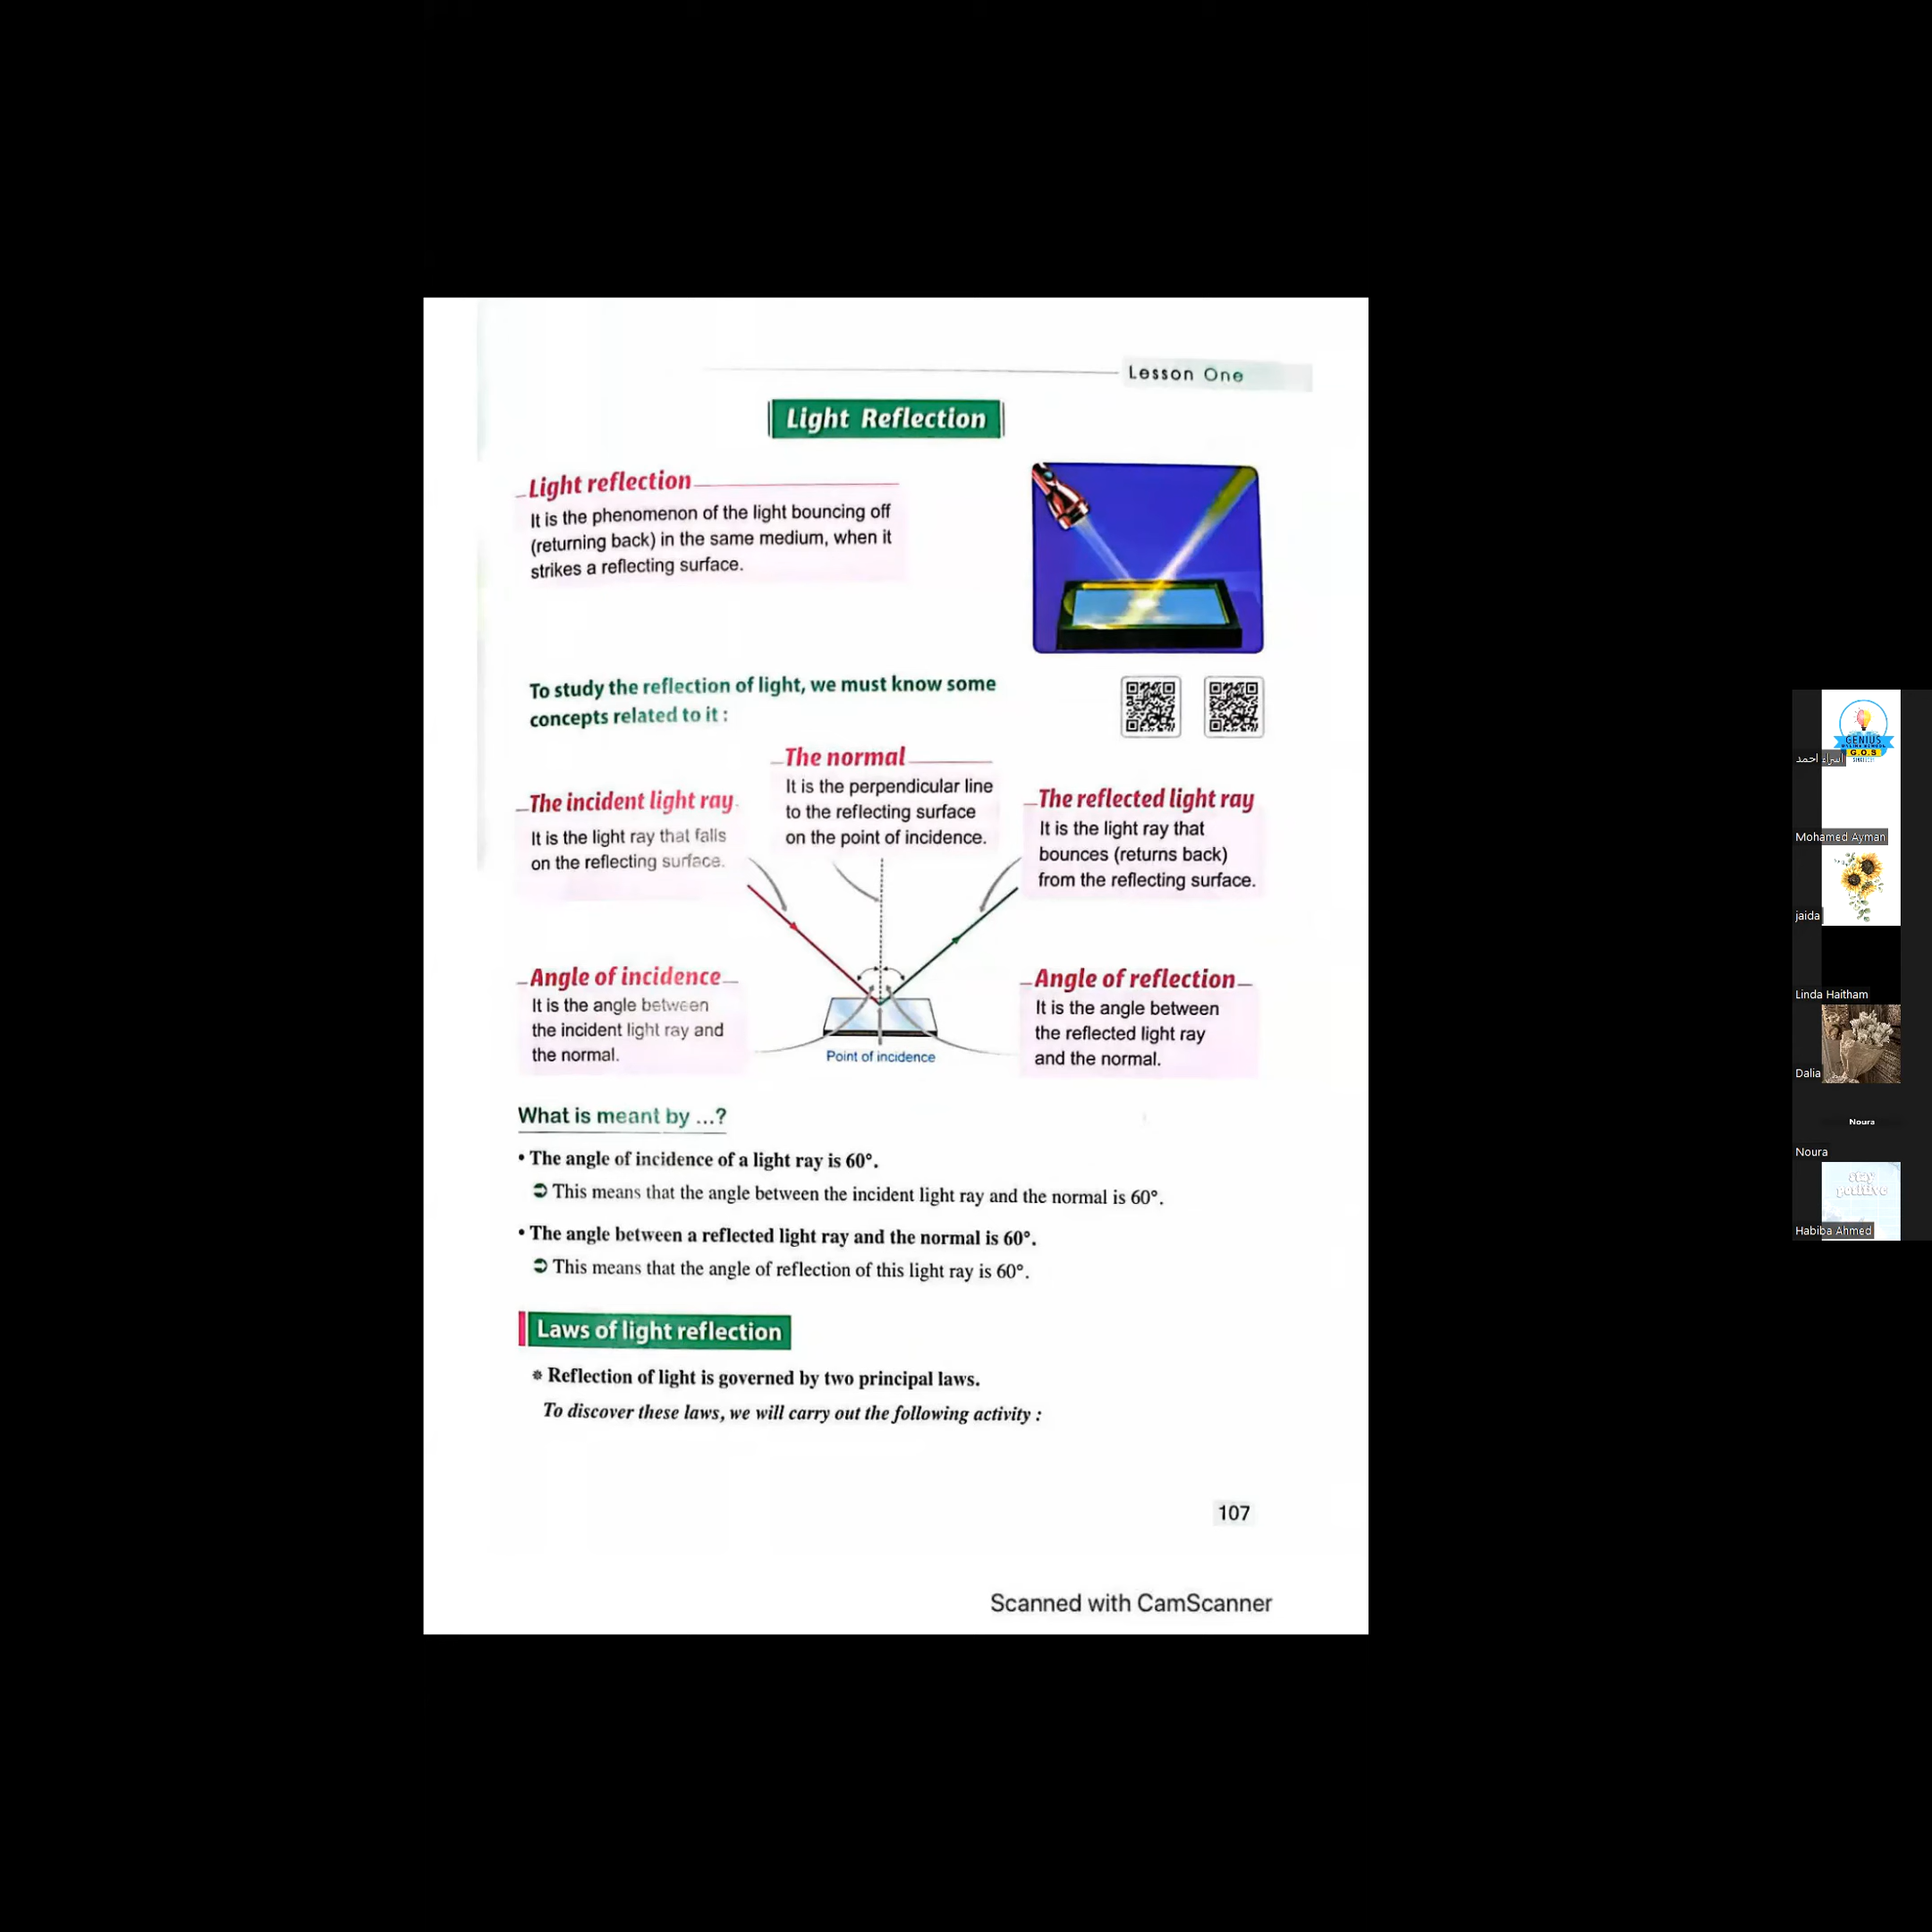 Lesson One
Light Reflection
Light reflection
It is the phenomenon of the light bouncing off
(returning back) in the same medium, when it
strikes a reflecting surface.
To study the reflection of light, we must know some
concepts related to it :
The normal
It is the perpendicular line
to the reflecting surface
on the point of incidence.
The incident light ray
It is the light ray that falls
on the reflecting surface.
The reflected light ray
It is the light ray that
bounces (returns back)
from the reflecting surface.
Angle of incidence
It is the angle between
the incident light ray and
the normal.
Point of incidence
Angle of reflection
It is the angle between
the reflected light ray
and the normal.
What is meant by ...?
• The angle of incidence of a light ray is 60°.
➲ This means that the angle between the incident light ray and the normal is 60°.
• The angle between a reflected light ray and the normal is 60°.
➲ This means that the angle of reflection of this light ray is 60°.
Laws of light reflection
* Reflection of light is governed by two principal laws.
To discover these laws, we will carry out the following activity :
107
Scanned with CamScanner
GENIUS
G.O.S
اسراء احمد
Mohamed Ayman
jaida
Linda Haitham
Dalia
Noura
Noura
stay
positive
Habiba Ahmed